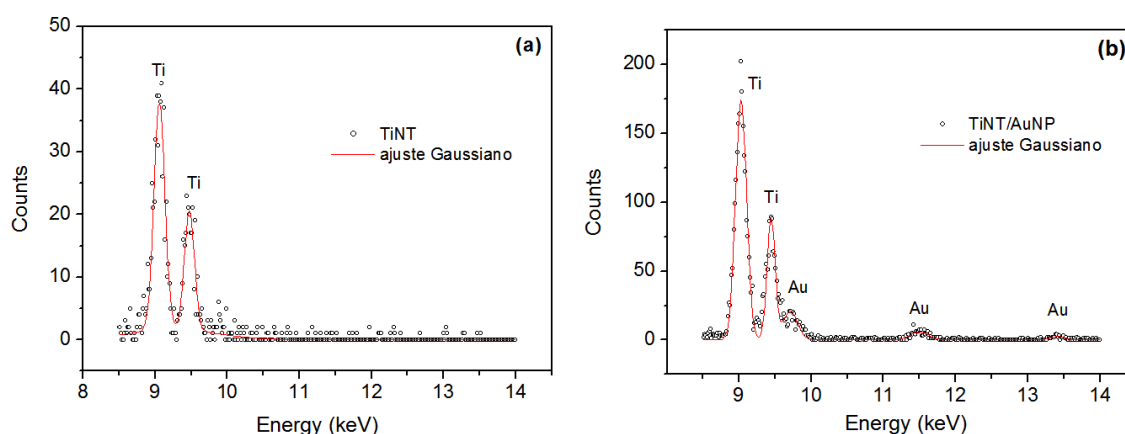 (a)
50
40
30
20
10
0
Counts
Ti
Ti
TiNT
ajuste Gaussiano
8 9 10 11 12 13 14
Energy (keV)
(b)
200
150
100
50
0
Counts
Ti
Ti
Au
Au
Au
TiNT/AuNP
ajuste Gaussiano
9 10 11 12 13 14
Energy (keV)